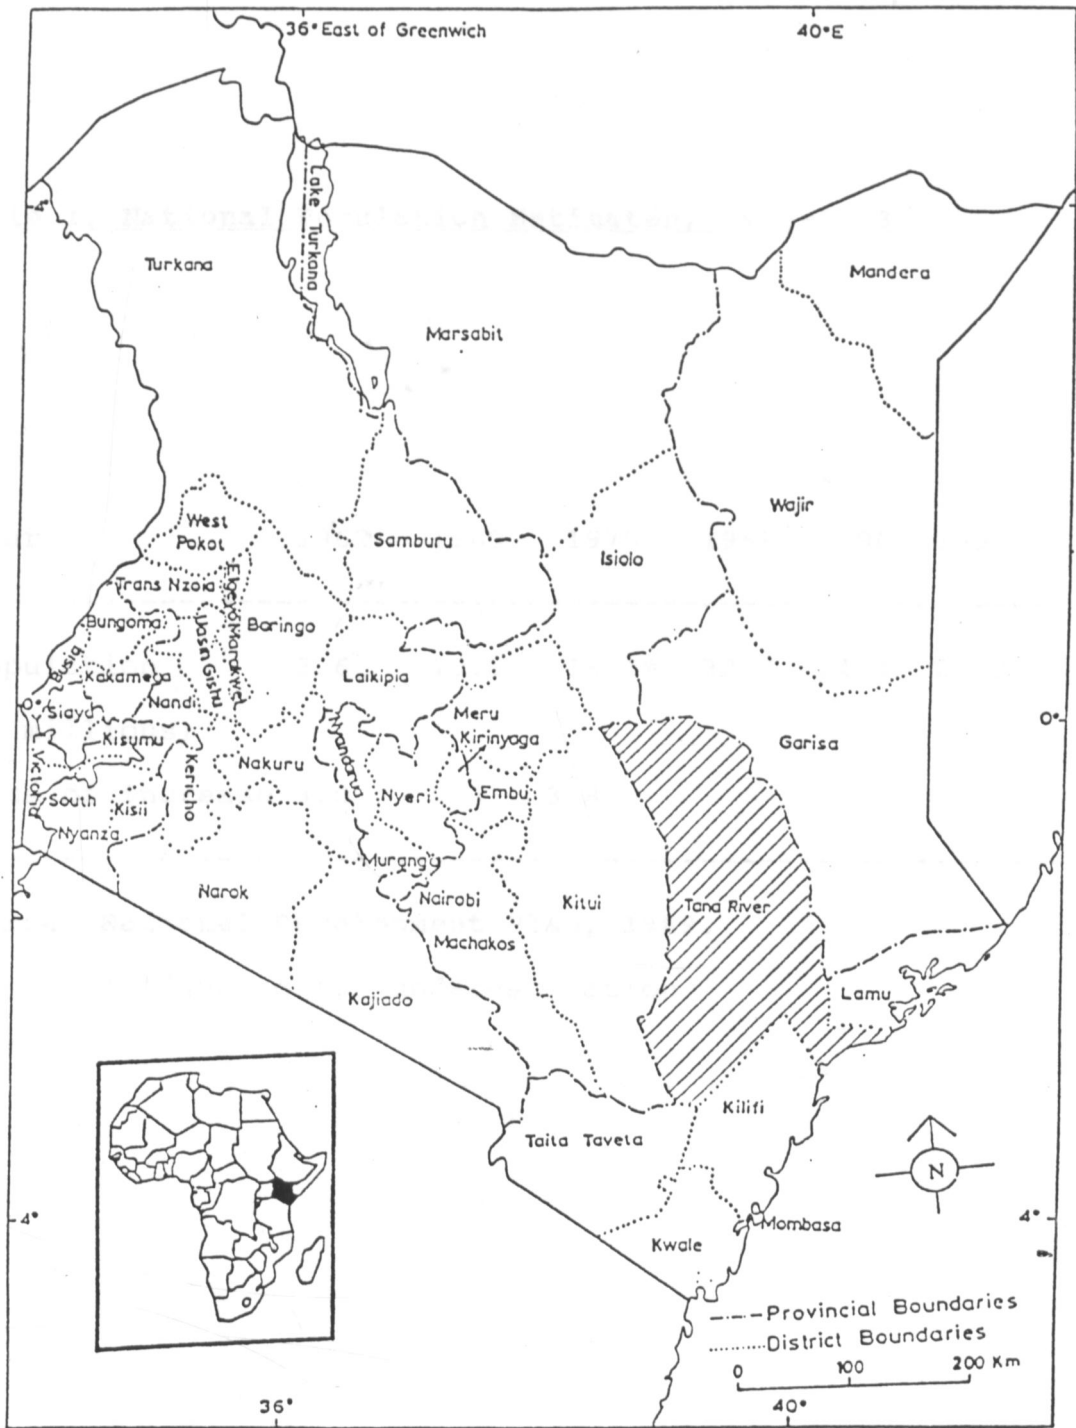 36° East of Greenwich
40°E
4°
Lake Turkana
Turkana
Mandera
Marsabit
Wajir
West
Pokot
Samburu
Isiolo
Trans Nzoia
Elgeyo Marakwet
Bungoma
Uasin Gishu
Baringo
Busia
Kakamega
Laikipia
Nandi
0°
Siaya
Meru
0°
Kisumu
Kirinyaga
Garisa
Nyandarua
L. Victoria
Kericho
Nakuru
South
Nyanza
Kisii
Nyeri
Embu
Muranga
Narok
Nairobi
Kitui
Tana River
Machakos
Kajiado
Lamu
Kilifi
Taita Taveta
N
4°
4°
Mombasa
Kwale
Provincial Boundaries
District Boundaries
0 100 200 Km
36°
40°